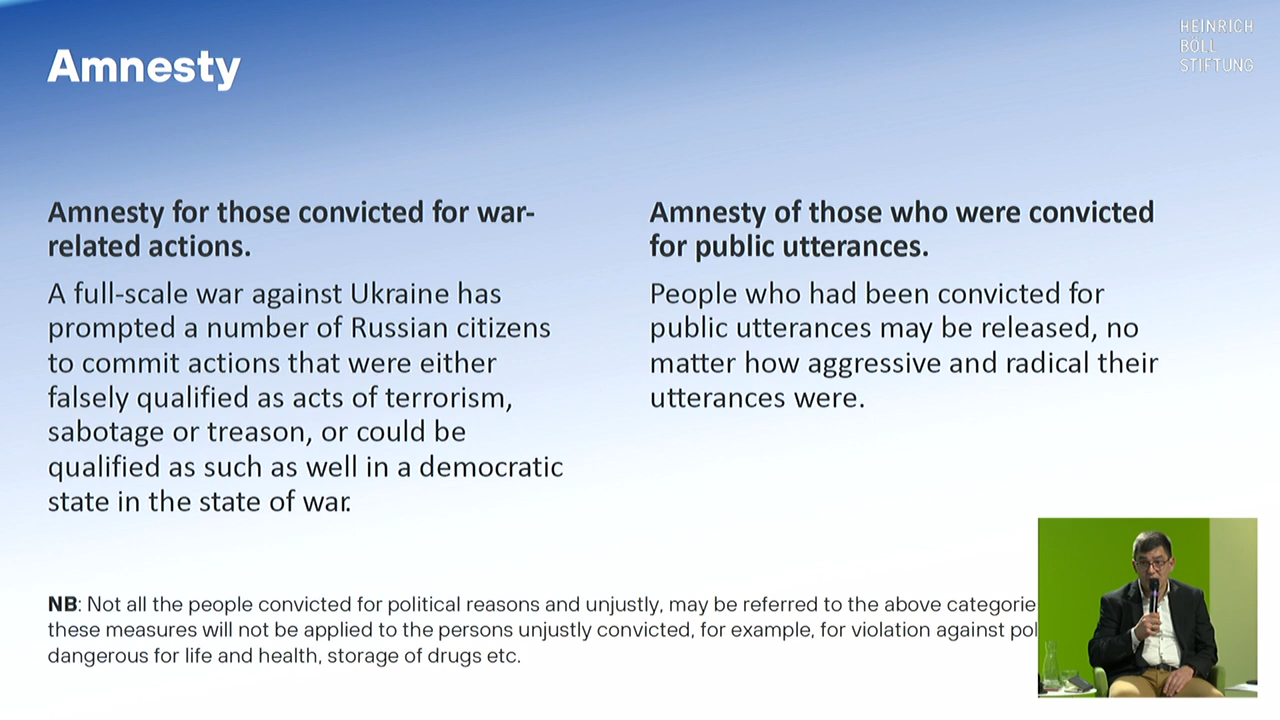 HEINRICH
BÖLL
STIFTUNG
Amnesty
Amnesty for those convicted for war-
related actions.
A full-scale war against Ukraine has
prompted a number of Russian citizens
to commit actions that were either
falsely qualified as acts of terrorism,
sabotage or treason, or could be
qualified as such as well in a democratic
state in the state of war.
Amnesty of those who were convicted
for public utterances.
People who had been convicted for
public utterances may be released, no
matter how aggressive and radical their
utterances were.
NB: Not all the people convicted for political reasons and unjustly, may be referred to the above categorie
these measures will not be applied to the persons unjustly convicted, for example, for violation against pol
dangerous for life and health, storage of drugs etc.